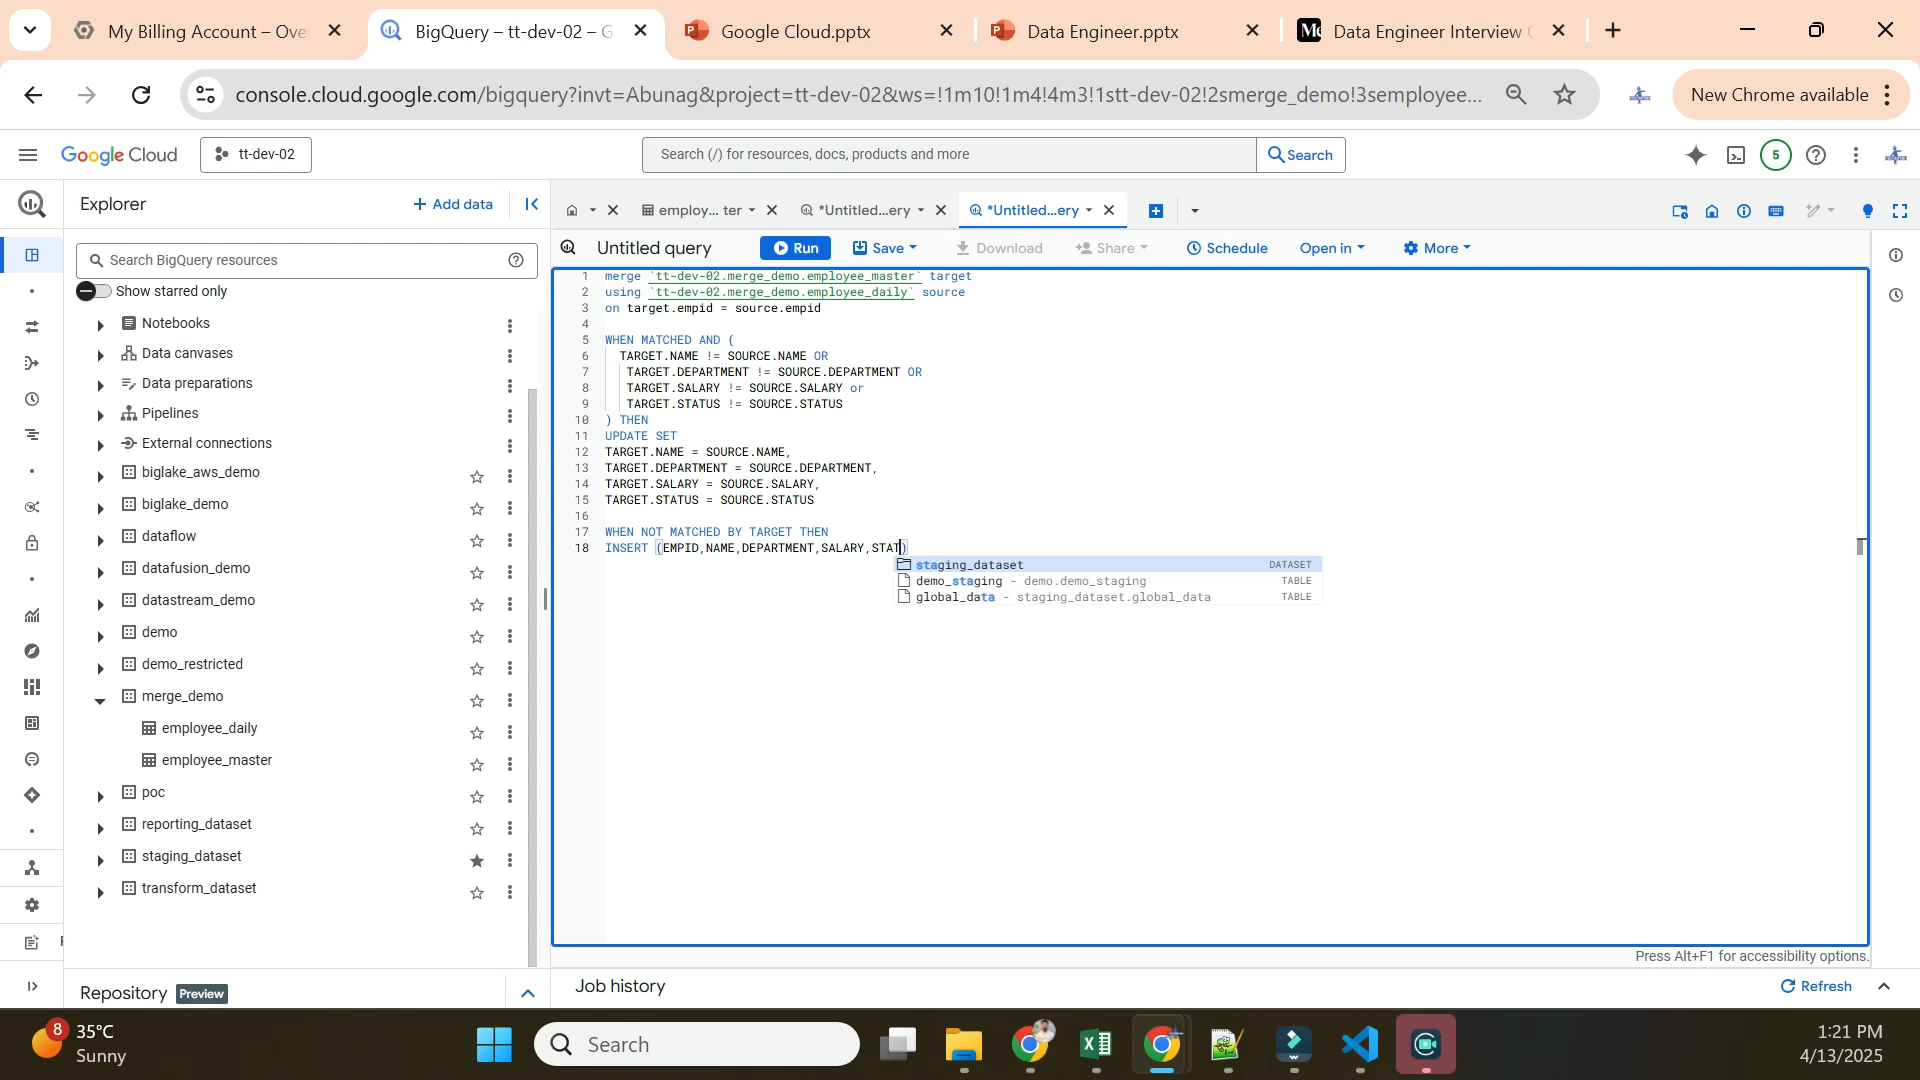 My Billing Account – Ove
BigQuery – tt-dev-02 – G
Google Cloud.pptx
Data Engineer.pptx
Data Engineer Interview
console.cloud.google.com/bigquery?invt=Abunag&project=tt-dev-02&ws=!1m10!1m4!4m3!1stt-dev-02!2smerge_demo!3semployee...
New Chrome available
Google Cloud
tt-dev-02
Search (/) for resources, docs, products and more
Search
5
Explorer
+ Add data
employ... ter
*Untitled...ery
*Untitled...ery
Search BigQuery resources
Untitled query
Run
Save
Download
Share
Schedule
Open in
More
Show starred only
Notebooks
Data canvases
Data preparations
Pipelines
External connections
biglake_aws_demo
biglake_demo
dataflow
datafusion_demo
datastream_demo
demo
demo_restricted
merge_demo
employee_daily
employee_master
poc
reporting_dataset
staging_dataset
transform_dataset
1 merge `tt-dev-02.merge_demo.employee_master` target
2 using `tt-dev-02.merge_demo.employee_daily` source
3 on target.empid = source.empid
4
5 WHEN MATCHED AND (
6 TARGET.NAME != SOURCE.NAME OR
7 TARGET.DEPARTMENT != SOURCE.DEPARTMENT OR
8 TARGET.SALARY != SOURCE.SALARY or
9 TARGET.STATUS != SOURCE.STATUS
10 ) THEN
11 UPDATE SET
12 TARGET.NAME = SOURCE.NAME,
13 TARGET.DEPARTMENT = SOURCE.DEPARTMENT,
14 TARGET.SALARY = SOURCE.SALARY,
15 TARGET.STATUS = SOURCE.STATUS
16
17 WHEN NOT MATCHED BY TARGET THEN
18 INSERT (EMPID,NAME,DEPARTMENT,SALARY,STAT)
staging_dataset DATASET
demo_staging - demo.demo_staging TABLE
global_data - staging_dataset.global_data TABLE
Press Alt+F1 for accessibility options.
Repository Preview
Job history
Refresh
8
35°C
Sunny
Search
1:21 PM
4/13/2025